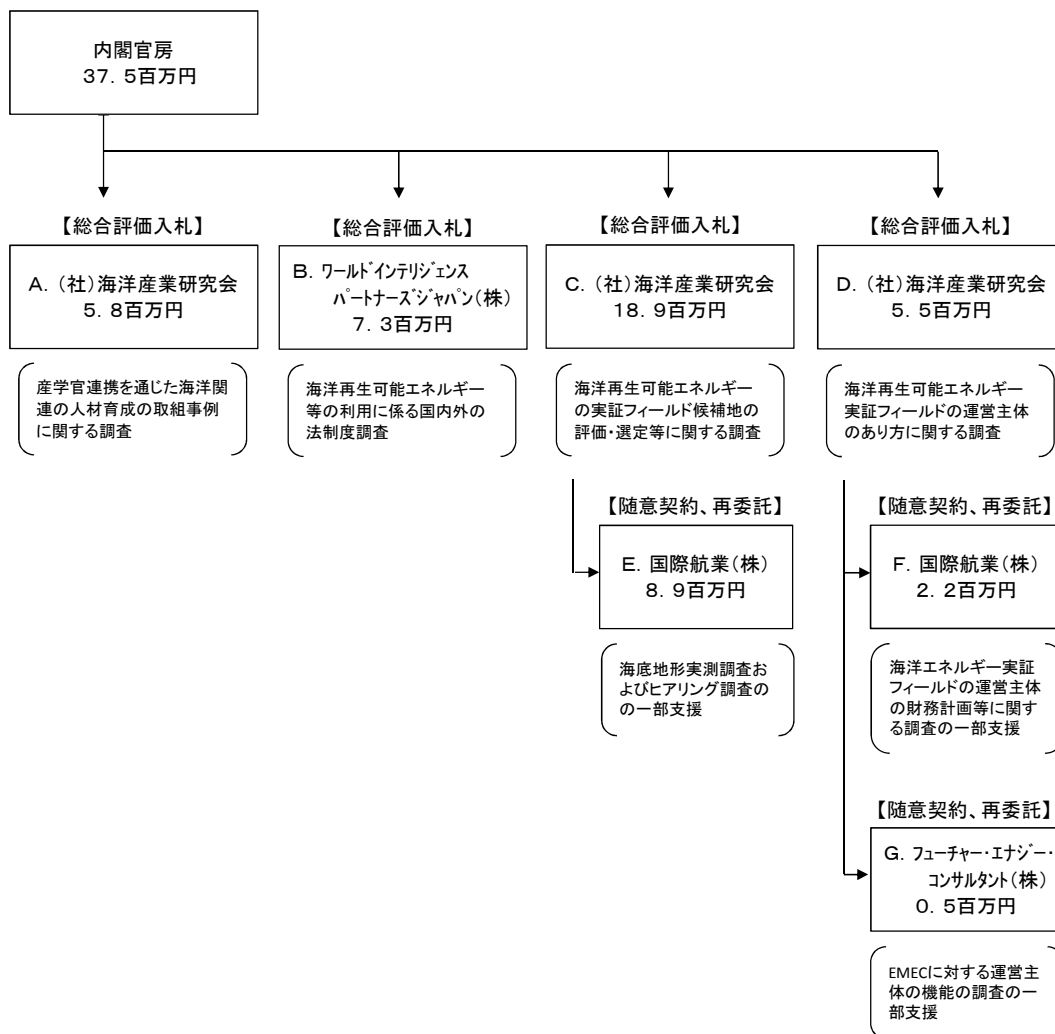 内閣官房
37．5百万円
【総合評価入札】
A．（社）海洋産業研究会
5．8百万円
産学官連携を通じた海洋関
連の人材育成の取組事例
に関する調査
【総合評価入札】
B．ワールドインテリジェンス
パートナーズジャパン（株）
7．3百万円
海洋再生可能エネルギー
等の利用に係る国内外の
法制度調査
【総合評価入札】
C．（社）海洋産業研究会
18．9百万円
海洋再生可能エネルギー
の実証フィールド候補地の
評価・選定等に関する調査
【総合評価入札】
D．（社）海洋産業研究会
5．5百万円
海洋再生可能エネルギー
実証フィールドの運営主体
のあり方に関する調査
【随意契約、再委託】
E．国際航業（株）
8．9百万円
海底地形実測調査お
よびヒアリング調査の
の一部支援
【随意契約、再委託】
F．国際航業（株）
2．2百万円
海洋エネルギー実証
フィールドの運営主体
の財務計画等に関す
る調査の一部支援
【随意契約、再委託】
G．フューチャー・エナジー・
コンサルタント（株）
0．5百万円
EMECに対する運営主
体の機能の調査の一
部支援